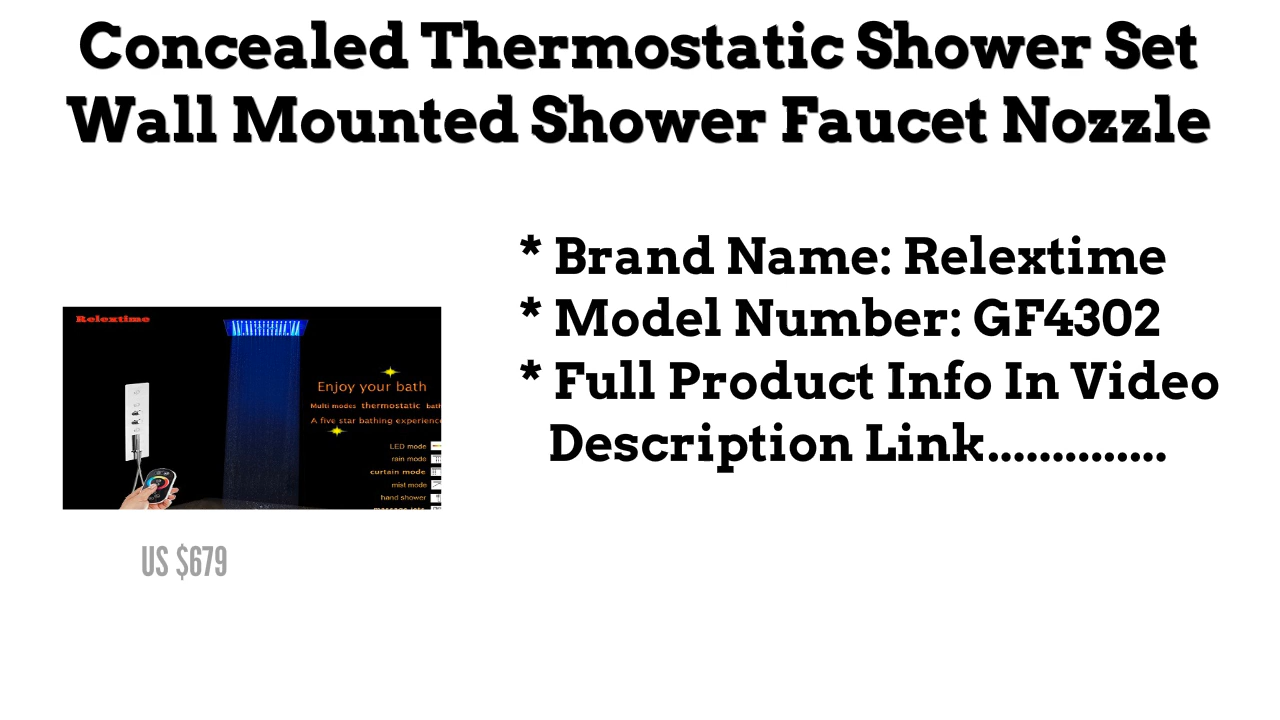 Concealed Thermostatic Shower Set
Wall Mounted Shower Faucet Nozzle
* Brand Name: Relextime
* Model Number: GF4302
* Full Product Info In Video
Description Link..............
Relextime
Enjoy your bath
Multi modes thermostatic
A five star bathing experience
LED mode
rain mode
curtain mode
mist mode
hand shower
US $679